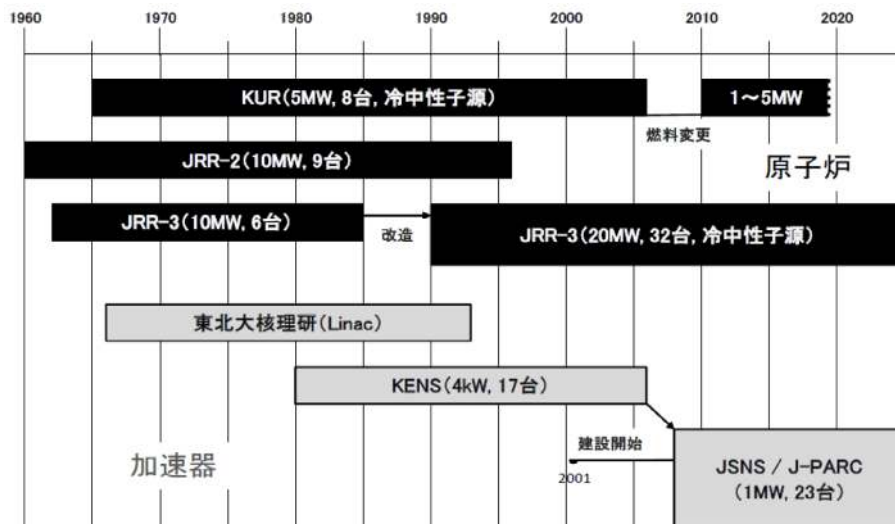 1960 1970 1980 1990 2000 2010 2020
KUR(5MW, 8台, 冷中性子源)
1～5MW
燃料変更
JRR-2(10MW, 9台)
原子炉
JRR-3(10MW, 6台)
改造
JRR-3(20MW, 32台, 冷中性子源)
東北大核理研(Linac)
KENS(4kW, 17台)
建設開始
2001
加速器
JSNS / J-PARC
(1MW, 23台)